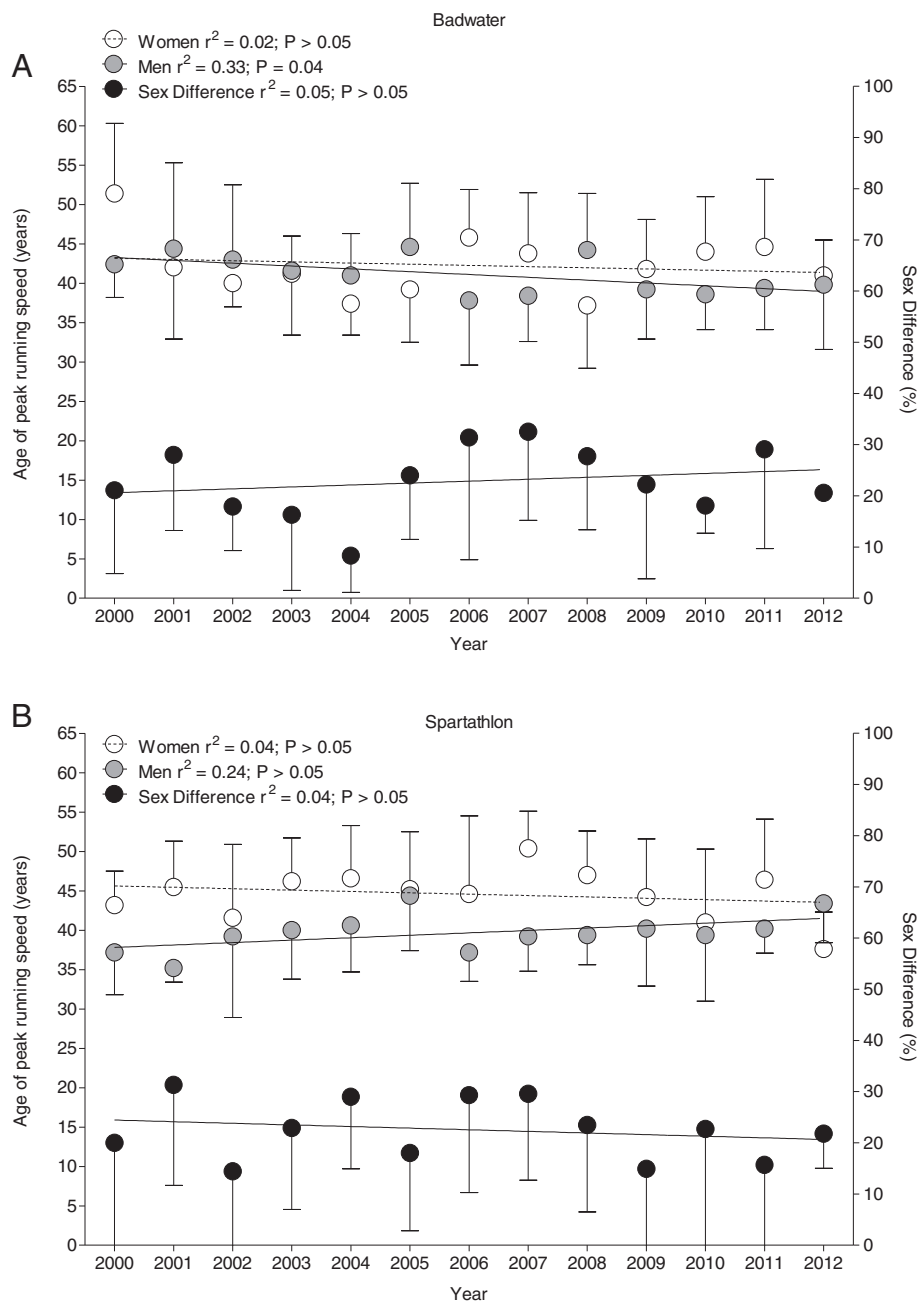 Badwater
A
Women r² = 0.02; P > 0.05
Men r² = 0.33; P = 0.04
Sex Difference r² = 0.05; P > 0.05
65
60
55
50
45
40
35
30
25
20
15
10
5
0
Age of peak running speed (years)
100
90
80
70
60
50
40
30
20
10
0
Sex Difference (%)
2000 2001 2002 2003 2004 2005 2006 2007 2008 2009 2010 2011 2012
Year
B
Spartathlon
Women r² = 0.04; P > 0.05
Men r² = 0.24; P > 0.05
Sex Difference r² = 0.04; P > 0.05
65
60
55
50
45
40
35
30
25
20
15
10
5
0
Age of peak running speed (years)
100
90
80
70
60
50
40
30
20
10
0
Sex Difference (%)
2000 2001 2002 2003 2004 2005 2006 2007 2008 2009 2010 2011 2012
Year